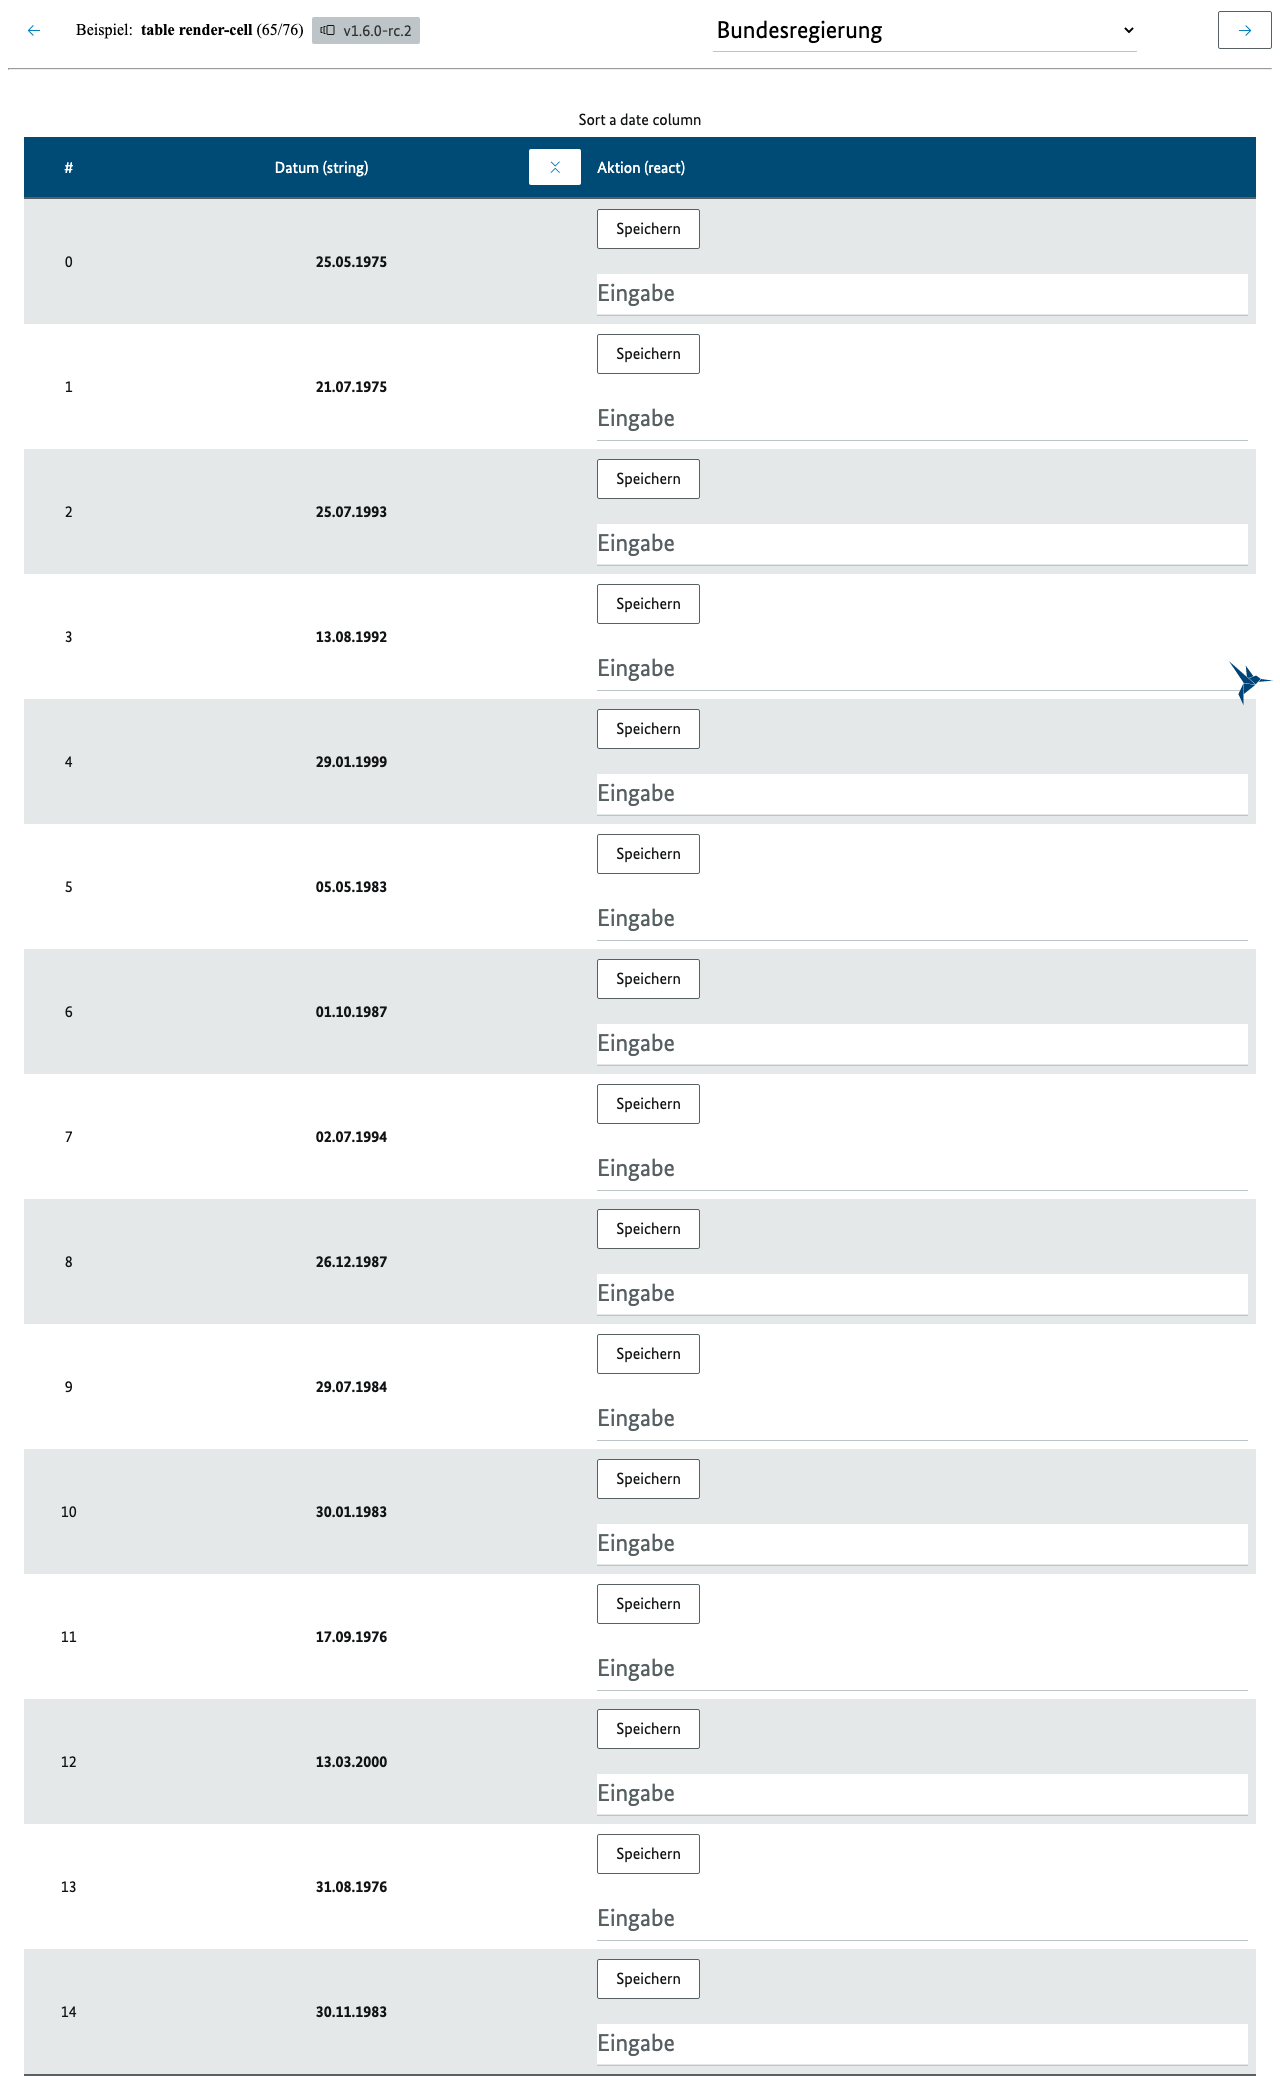 Beispiel: table render-cell (65/76) v1.6.0-rc.2 Bundesregierung
Sort a date column
# Datum (string) Aktion (react)
Speichern
0 25.05.1975
Eingabe
Speichern
1 21.07.1975
Eingabe
Speichern
2 25.07.1993
Eingabe
Speichern
3 13.08.1992
Eingabe
Speichern
4 29.01.1999
Eingabe
Speichern
5 05.05.1983
Eingabe
Speichern
6 01.10.1987
Eingabe
Speichern
7 02.07.1994
Eingabe
Speichern
8 26.12.1987
Eingabe
Speichern
9 29.07.1984
Eingabe
Speichern
10 30.01.1983
Eingabe
Speichern
11 17.09.1976
Eingabe
Speichern
12 13.03.2000
Eingabe
Speichern
13 31.08.1976
Eingabe
Speichern
14 30.11.1983
Eingabe